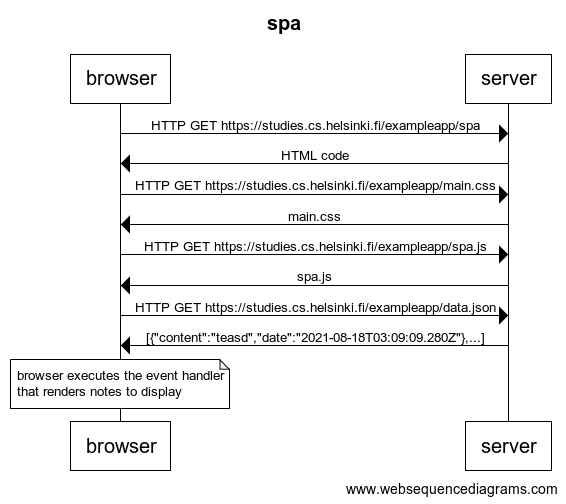 spa
browser
server
HTTP GET https://studies.cs.helsinki.fi/exampleapp/spa
HTML code
HTTP GET https://studies.cs.helsinki.fi/exampleapp/main.css
main.css
HTTP GET https://studies.cs.helsinki.fi/exampleapp/spa.js
spa.js
HTTP GET https://studies.cs.helsinki.fi/exampleapp/data.json
[{"content":"teasd","date":"2021-08-18T03:09:09.280Z"},...]
browser executes the event handler
that renders notes to display
browser
server
www.websequencediagrams.com